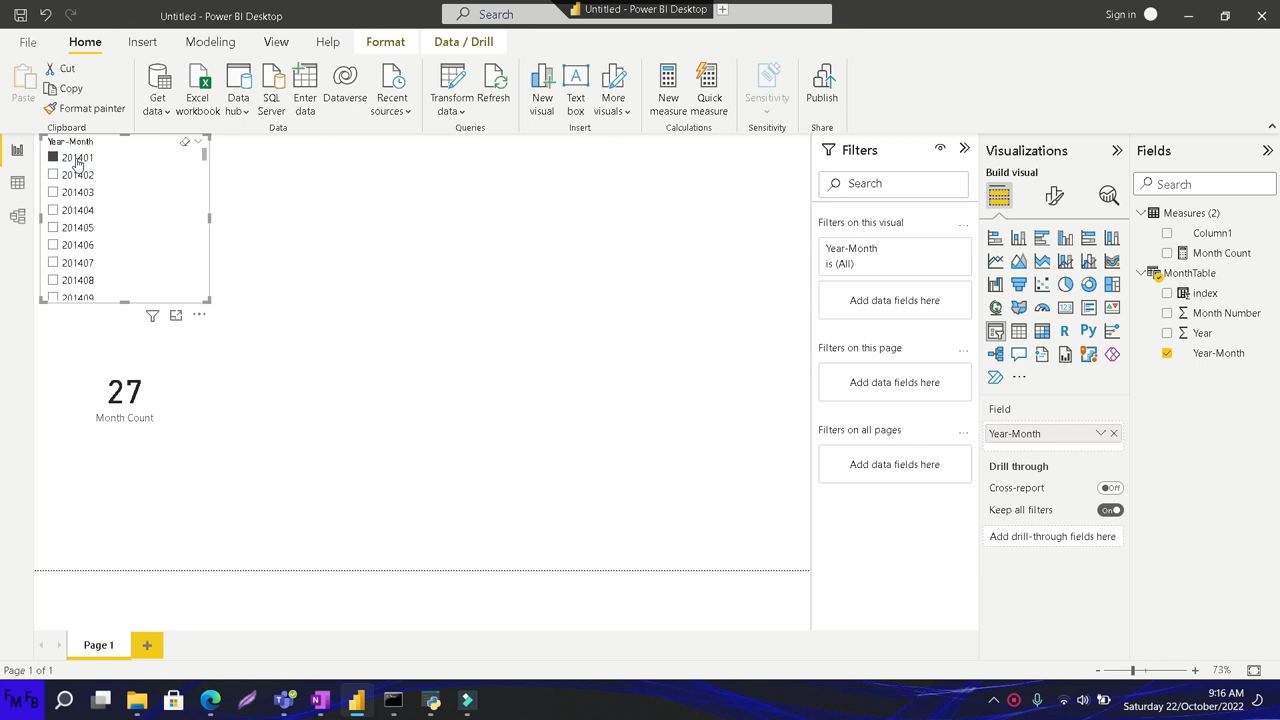 Untitled - Power BI Desktop
Search
Untitled - Power BI Desktop
Sign in
File
Home
Insert
Modeling
View
Help
Format
Data / Drill
Paste
Cut
Copy
Format painter
Clipboard
Get data
Excel workbook
Data hub
SQL Server
Enter data
Dataverse
Recent sources
Data
Transform data
Refresh
Queries
New visual
Text box
More visuals
Insert
New measure
Quick measure
Calculations
Sensitivity
Sensitivity
Publish
Share
Year-Month
201401
201402
201403
201404
201405
201406
201407
201408
201409
27
Month Count
Filters
Search
Filters on this visual
Year-Month
is (All)
Add data fields here
Filters on this page
Add data fields here
Filters on all pages
Add data fields here
Visualizations
Build visual
123
R
Py
Field
Year-Month
Drill through
Cross-report
Off
Keep all filters
On
Add drill-through fields here
Fields
Search
Measures (2)
Column1
Month Count
MonthTable
index
Month Number
Year
Year-Month
Page 1
Page 1 of 1
73%
9:16 AM
Saturday 22/October/2022